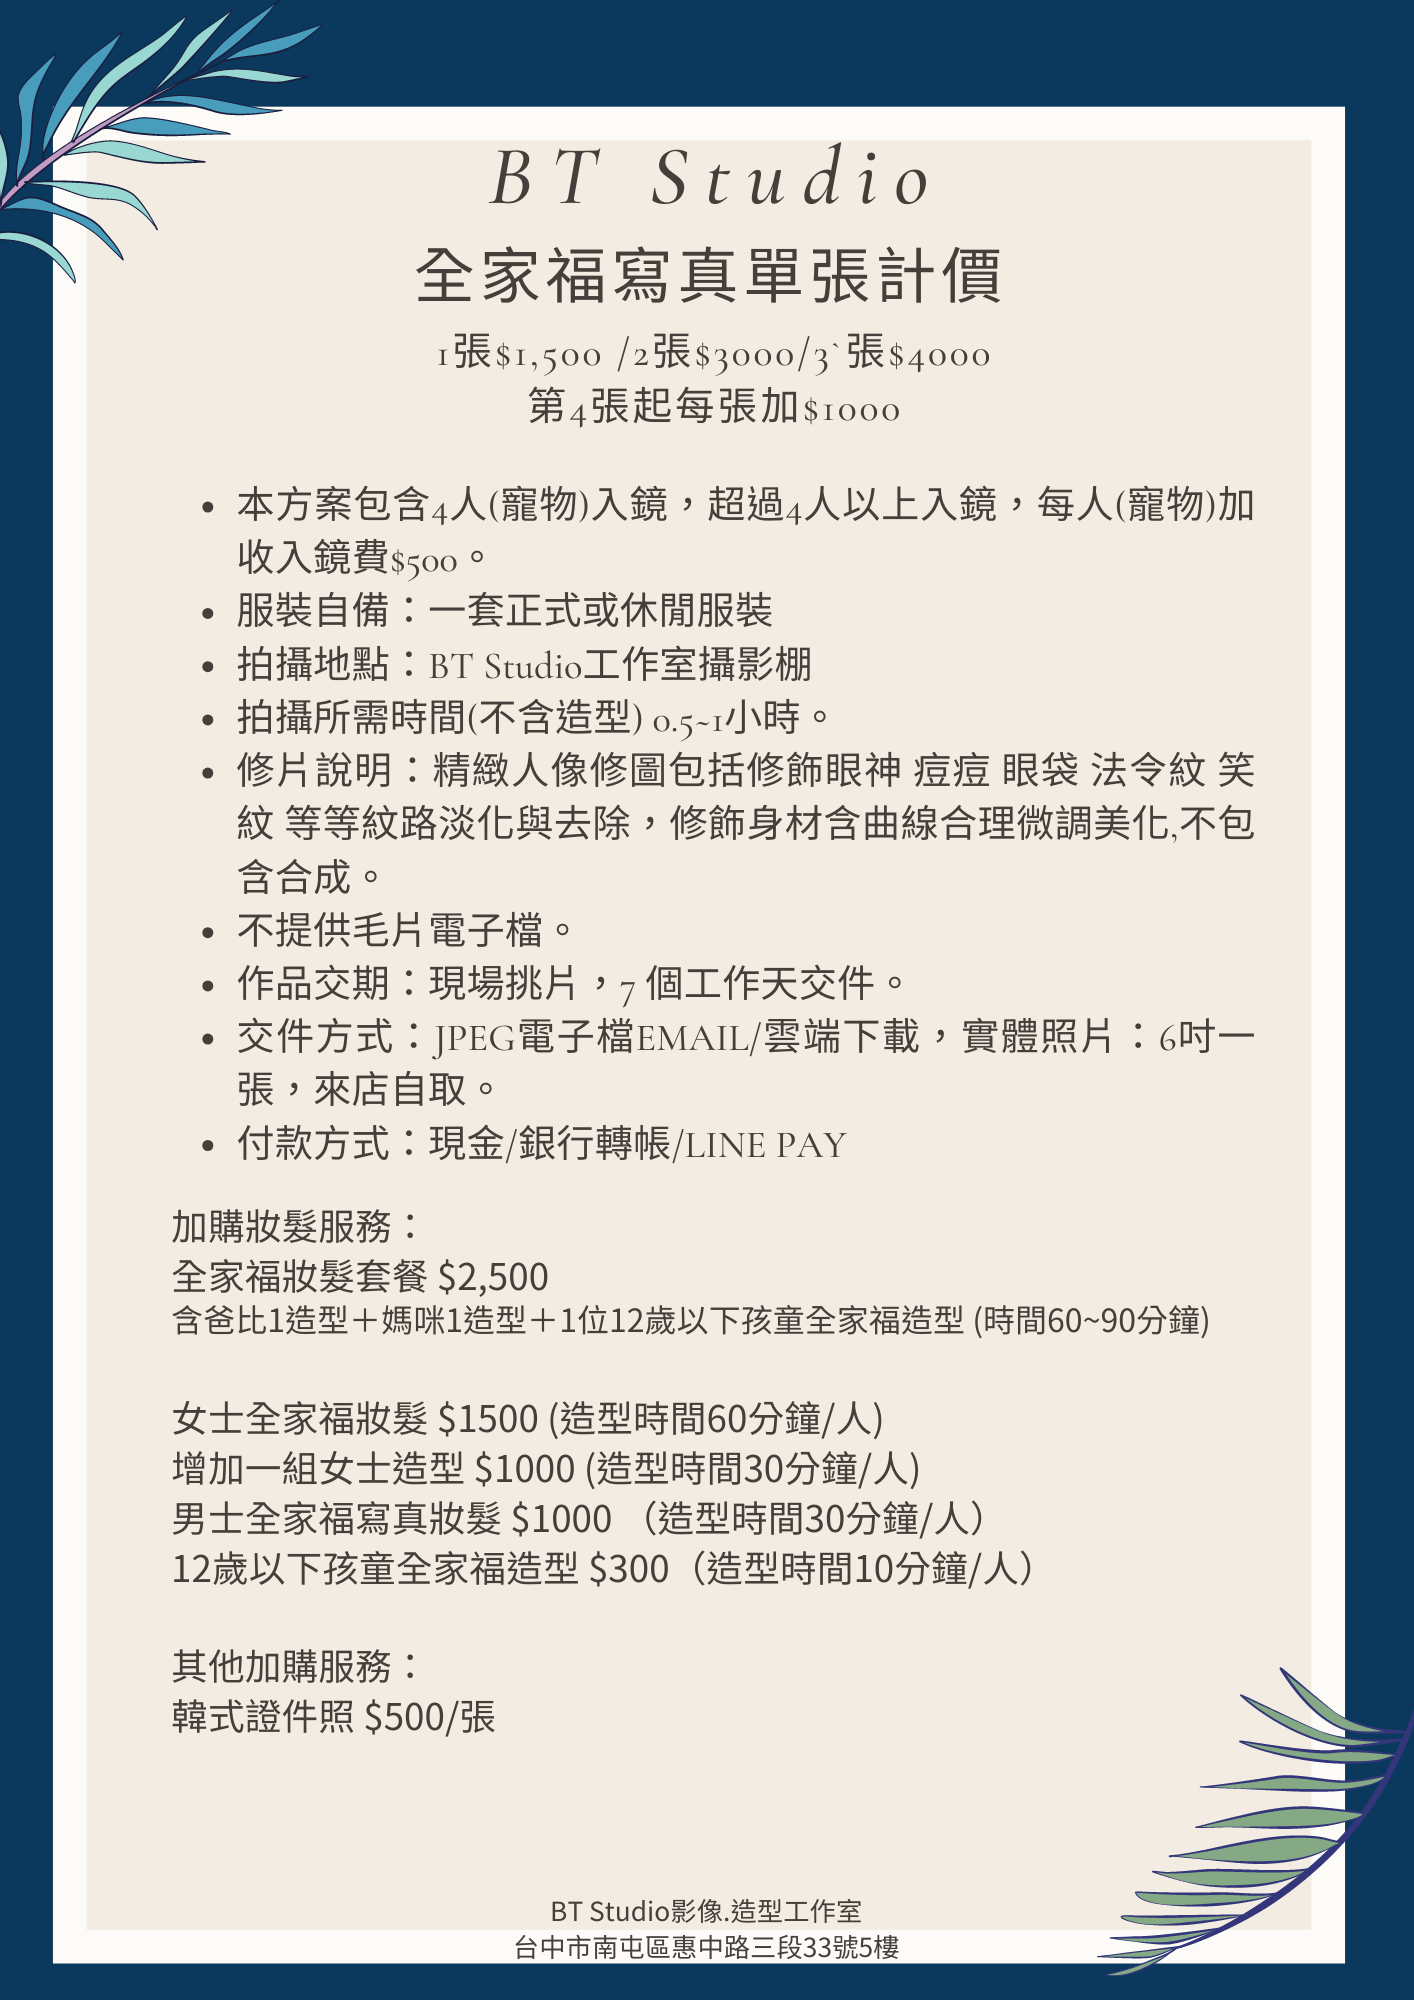 BT Studio
全家福寫真單張計價
1張$1,500 /2張$3000/3`張$4000
第4張起每張加$1000
• 本方案包含4人(寵物)入鏡，超過4人以上入鏡，每人(寵物)加
收入鏡費$500。
• 服裝自備：一套正式或休閒服裝
• 拍攝地點：BT Studio工作室攝影棚
• 拍攝所需時間(不含造型) 0.5~1小時。
• 修片說明：精緻人像修圖包括修飾眼神 痘痘 眼袋 法令紋 笑
紋 等等紋路淡化與去除，修飾身材含曲線合理微調美化,不包
含合成。
• 不提供毛片電子檔。
• 作品交期：現場挑片，7 個工作天交件。
• 交件方式：JPEG電子檔EMAIL/雲端下載，實體照片：6吋一
張，來店自取。
• 付款方式：現金/銀行轉帳/LINE PAY
加購妝髮服務：
全家福妝髮套餐 $2,500
含爸比1造型＋媽咪1造型＋1位12歲以下孩童全家福造型 (時間60~90分鐘)
女士全家福妝髮 $1500 (造型時間60分鐘/人)
增加一組女士造型 $1000 (造型時間30分鐘/人)
男士全家福寫真妝髮 $1000 （造型時間30分鐘/人）
12歲以下孩童全家福造型 $300（造型時間10分鐘/人）
其他加購服務：
韓式證件照 $500/張
BT Studio影像.造型工作室
台中市南屯區惠中路三段33號5樓